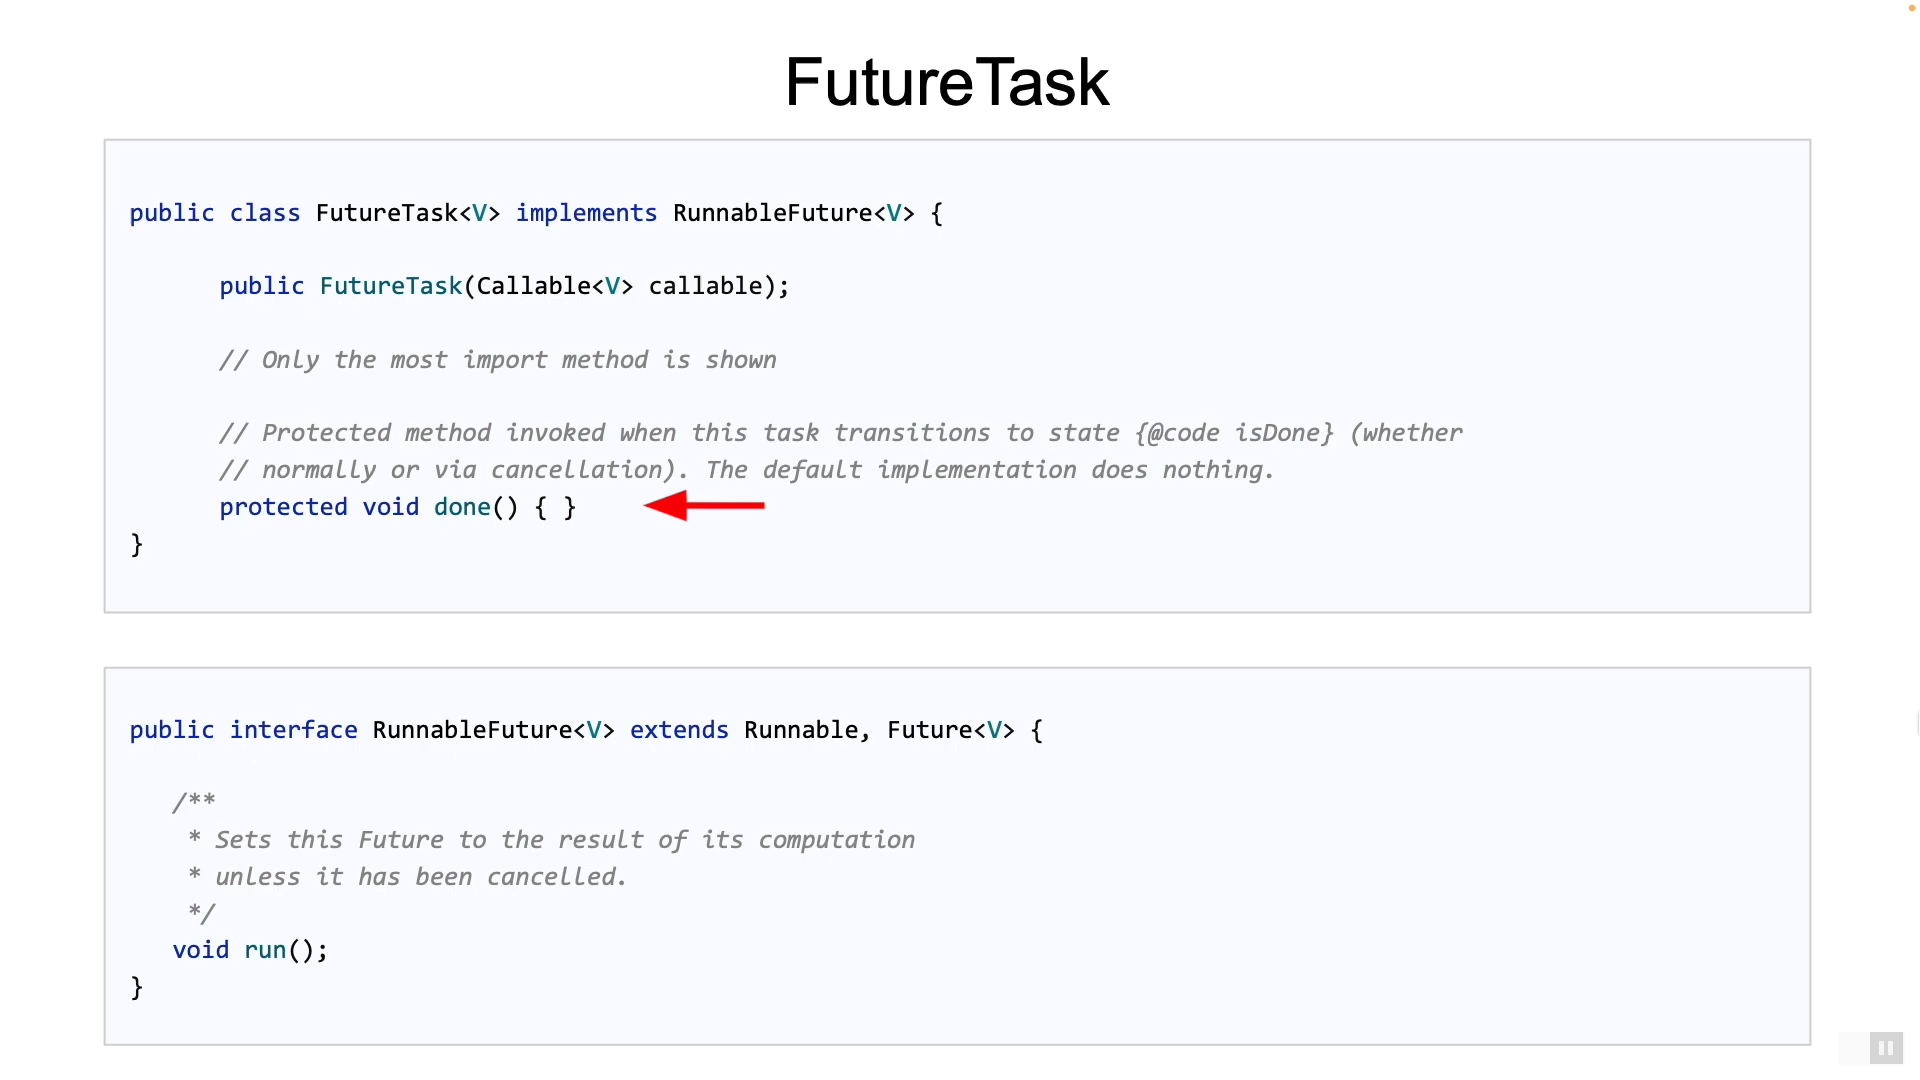 FutureTask
public class FutureTask<V> implements RunnableFuture<V> {
public FutureTask(Callable<V> callable);
// Only the most import method is shown
// Protected method invoked when this task transitions to state {@code isDone} (whether
// normally or via cancellation). The default implementation does nothing.
protected void done() { }
}
public interface RunnableFuture<V> extends Runnable, Future<V> {
/**
* Sets this Future to the result of its computation
* unless it has been cancelled.
*/
void run();
}